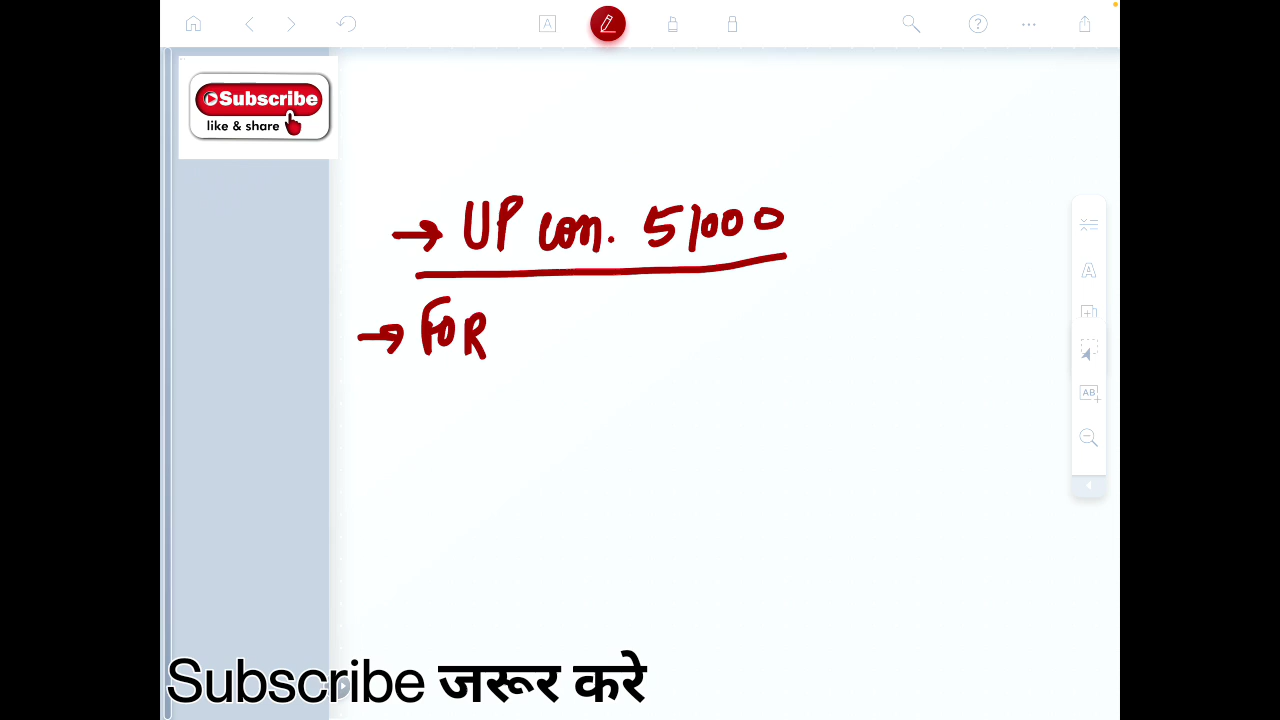 Subscribe
like & share
→ UP con. 51000
→ FOR
Subscribe जरूर करे